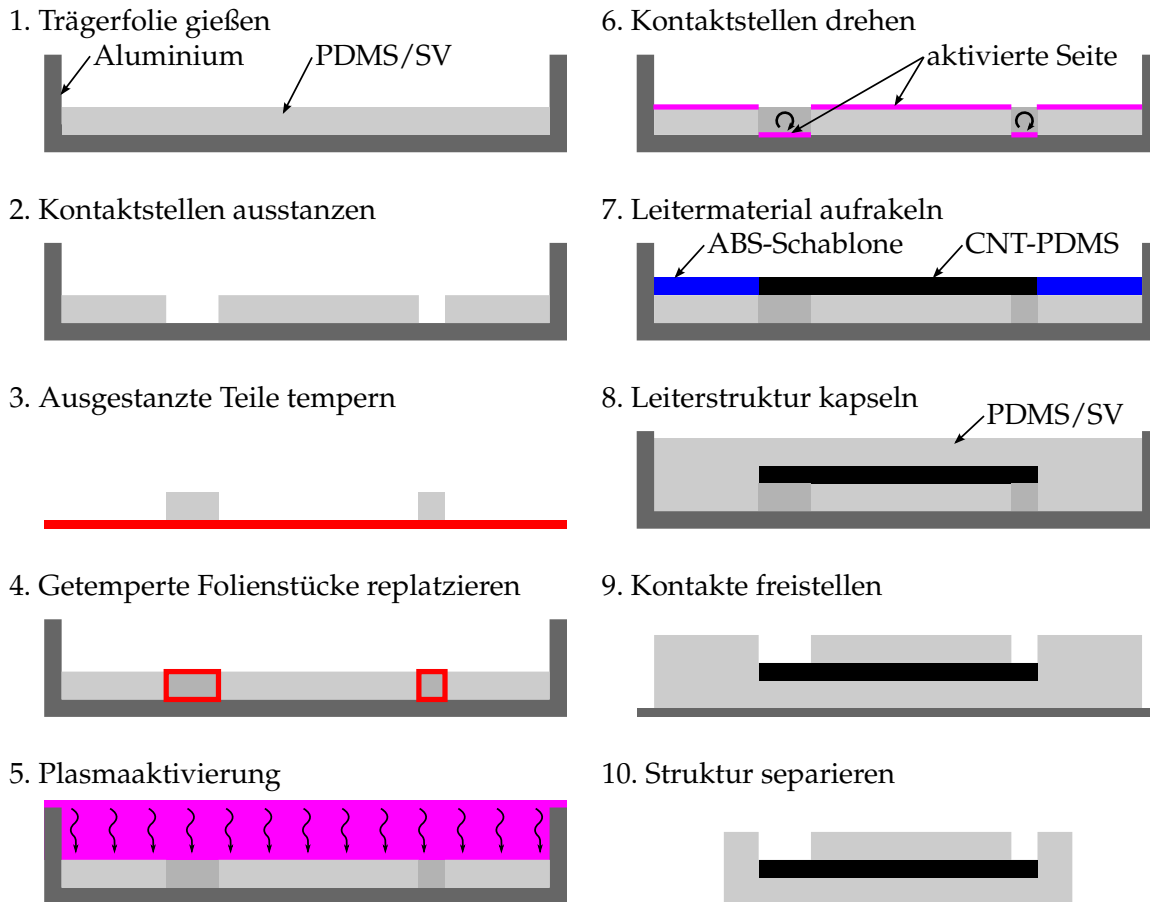 1. Trägerfolie gießen
Aluminium
PDMS/SV
2. Kontaktstellen ausstanzen
3. Ausgestanzte Teile tempern
4. Getemperte Folienstücke replatzieren
5. Plasmaaktivierung
6. Kontaktstellen drehen
aktivierte Seite
7. Leitermaterial aufrakeln
ABS-Schablone
CNT-PDMS
8. Leiterstruktur kapseln
PDMS/SV
9. Kontakte freistellen
10. Struktur separieren